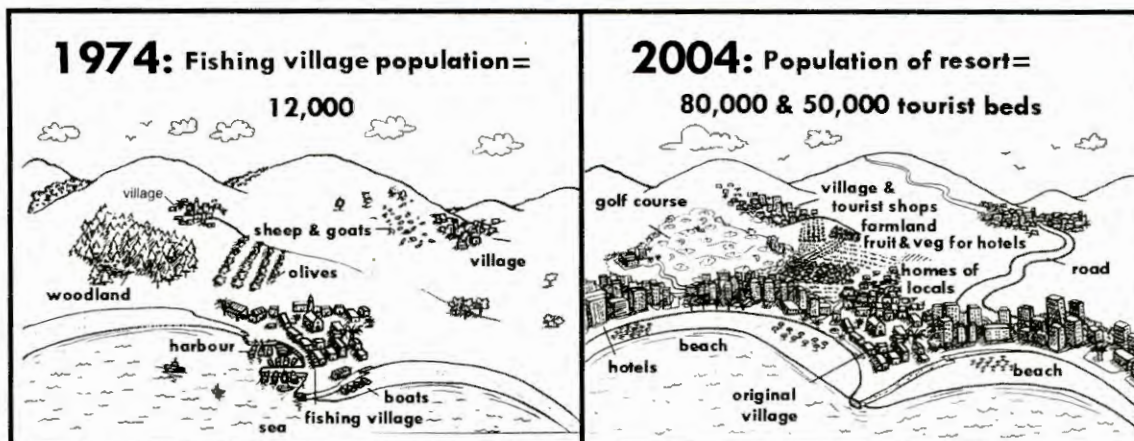 1974: Fishing village population=
12,000
village
sheep & goats
village
olives
woodland
harbour
boats
fishing village
sea
2004: Population of resort=
80,000 & 50,000 tourist beds
golf course
village &
tourist shops
farmland
fruit & veg for hotels
homes of
locals
road
beach
hotels
beach
original
village